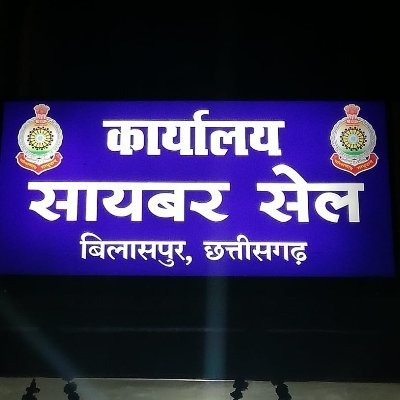 कार्यालय
सायबर सेल
बिलासपुर, छत्तीसगढ़